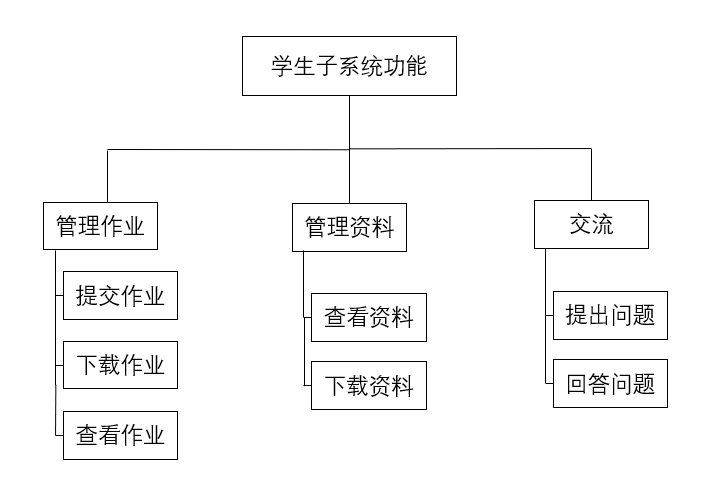 学生子系统功能
管理作业
提交作业
下载作业
查看作业
管理资料
查看资料
下载资料
交流
提出问题
回答问题